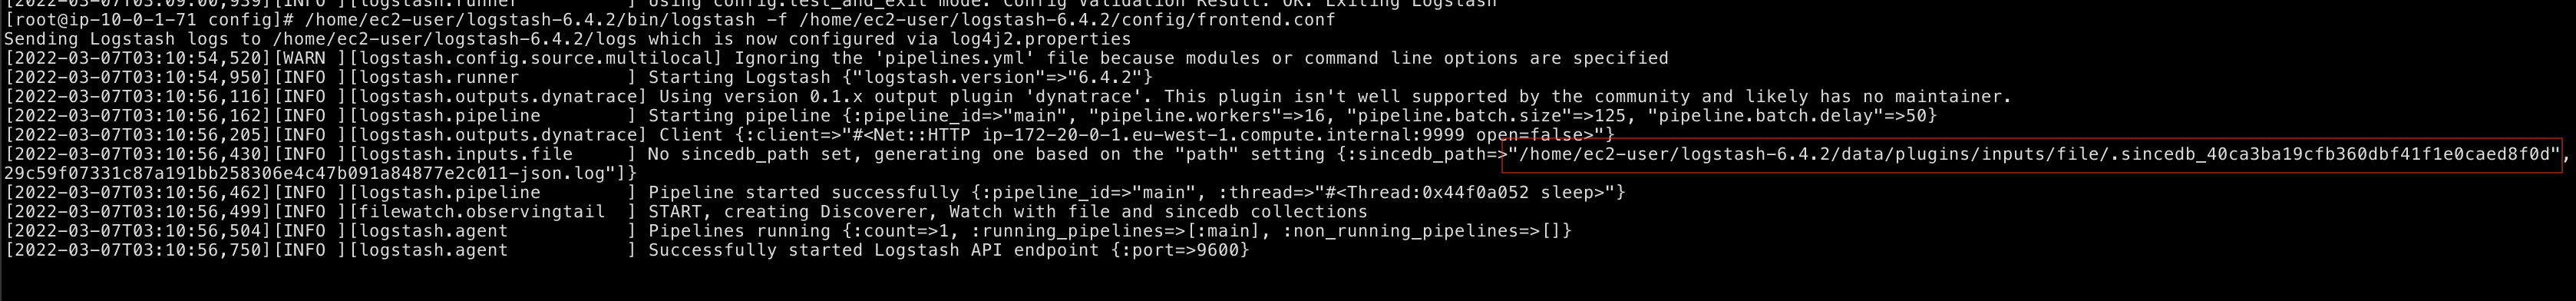 [2022-03-07T03:09:00,939][INFO ][logstash.runner          ] Using config.test_and_exit mode. Config Validation Result: OK. Exiting Logstash
[root@ip-10-0-1-71 config]# /home/ec2-user/logstash-6.4.2/bin/logstash -f /home/ec2-user/logstash-6.4.2/config/frontend.conf
Sending Logstash logs to /home/ec2-user/logstash-6.4.2/logs which is now configured via log4j2.properties
[2022-03-07T03:10:54,520][WARN ][logstash.config.source.multilocal] Ignoring the 'pipelines.yml' file because modules or command line options are specified
[2022-03-07T03:10:54,950][INFO ][logstash.runner          ] Starting Logstash {"logstash.version"=>"6.4.2"}
[2022-03-07T03:10:56,116][INFO ][logstash.outputs.dynatrace] Using version 0.1.x output plugin 'dynatrace'. This plugin isn't well supported by the community and likely has no maintainer.
[2022-03-07T03:10:56,162][INFO ][logstash.pipeline        ] Starting pipeline {:pipeline_id=>"main", "pipeline.workers"=>16, "pipeline.batch.size"=>125, "pipeline.batch.delay"=>50}
[2022-03-07T03:10:56,205][INFO ][logstash.outputs.dynatrace] Client {:client=>"#<Net::HTTP ip-172-20-0-1.eu-west-1.compute.internal:9999 open=false>"}
[2022-03-07T03:10:56,430][INFO ][logstash.inputs.file     ] No sincedb_path set, generating one based on the "path" setting {:sincedb_path=>"/home/ec2-user/logstash-6.4.2/data/plugins/inputs/file/.sincedb_40ca3ba19cfb360dbf41f1e0caed8f0d",
29c59f07331c87a191bb258306e4c47b091a84877e2c011-json.log"]}
[2022-03-07T03:10:56,462][INFO ][logstash.pipeline        ] Pipeline started successfully {:pipeline_id=>"main", :thread=>"#<Thread:0x44f0a052 sleep>"}
[2022-03-07T03:10:56,499][INFO ][filewatch.observingtail  ] START, creating Discoverer, Watch with file and sincedb collections
[2022-03-07T03:10:56,504][INFO ][logstash.agent           ] Pipelines running {:count=>1, :running_pipelines=>[:main], :non_running_pipelines=>[]}
[2022-03-07T03:10:56,750][INFO ][logstash.agent           ] Successfully started Logstash API endpoint {:port=>9600}